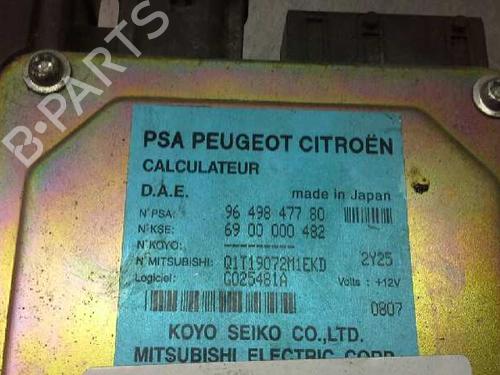 B-PARTS
PSA PEUGEOT CITROËN
CALCULATEUR
D.A.E. made in Japan
N°PSA: 96 498 477 80
N°KSE: 69 00 000 482
N°KOYO:
N°MITSUBISHI: Q1T19072M1EKD 2Y25
Logiciel: G025481A Volts : +12V
0807
KOYO SEIKO CO.,LTD.
MITSUBISHI ELECTRIC CORP.